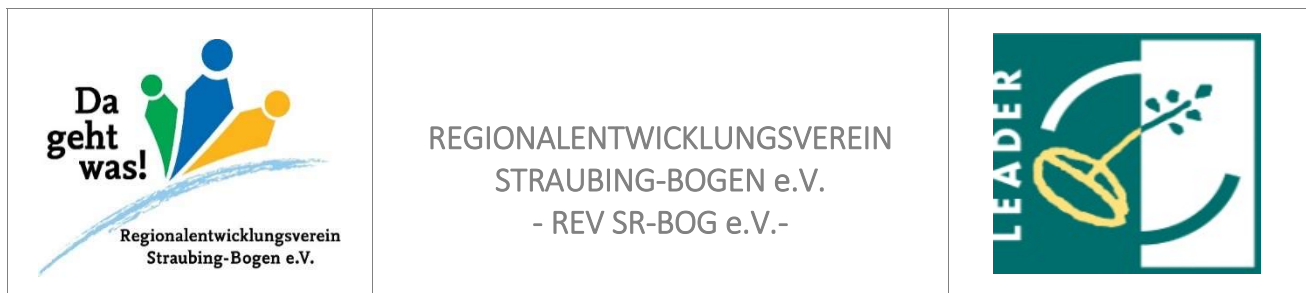 Da
geht
was!
Regionalentwicklungsverein
Straubing-Bogen e.V.
REGIONALENTWICKLUNGSVEREIN
STRAUBING-BOGEN e.V.
- REV SR-BOG e.V.-
LEADER